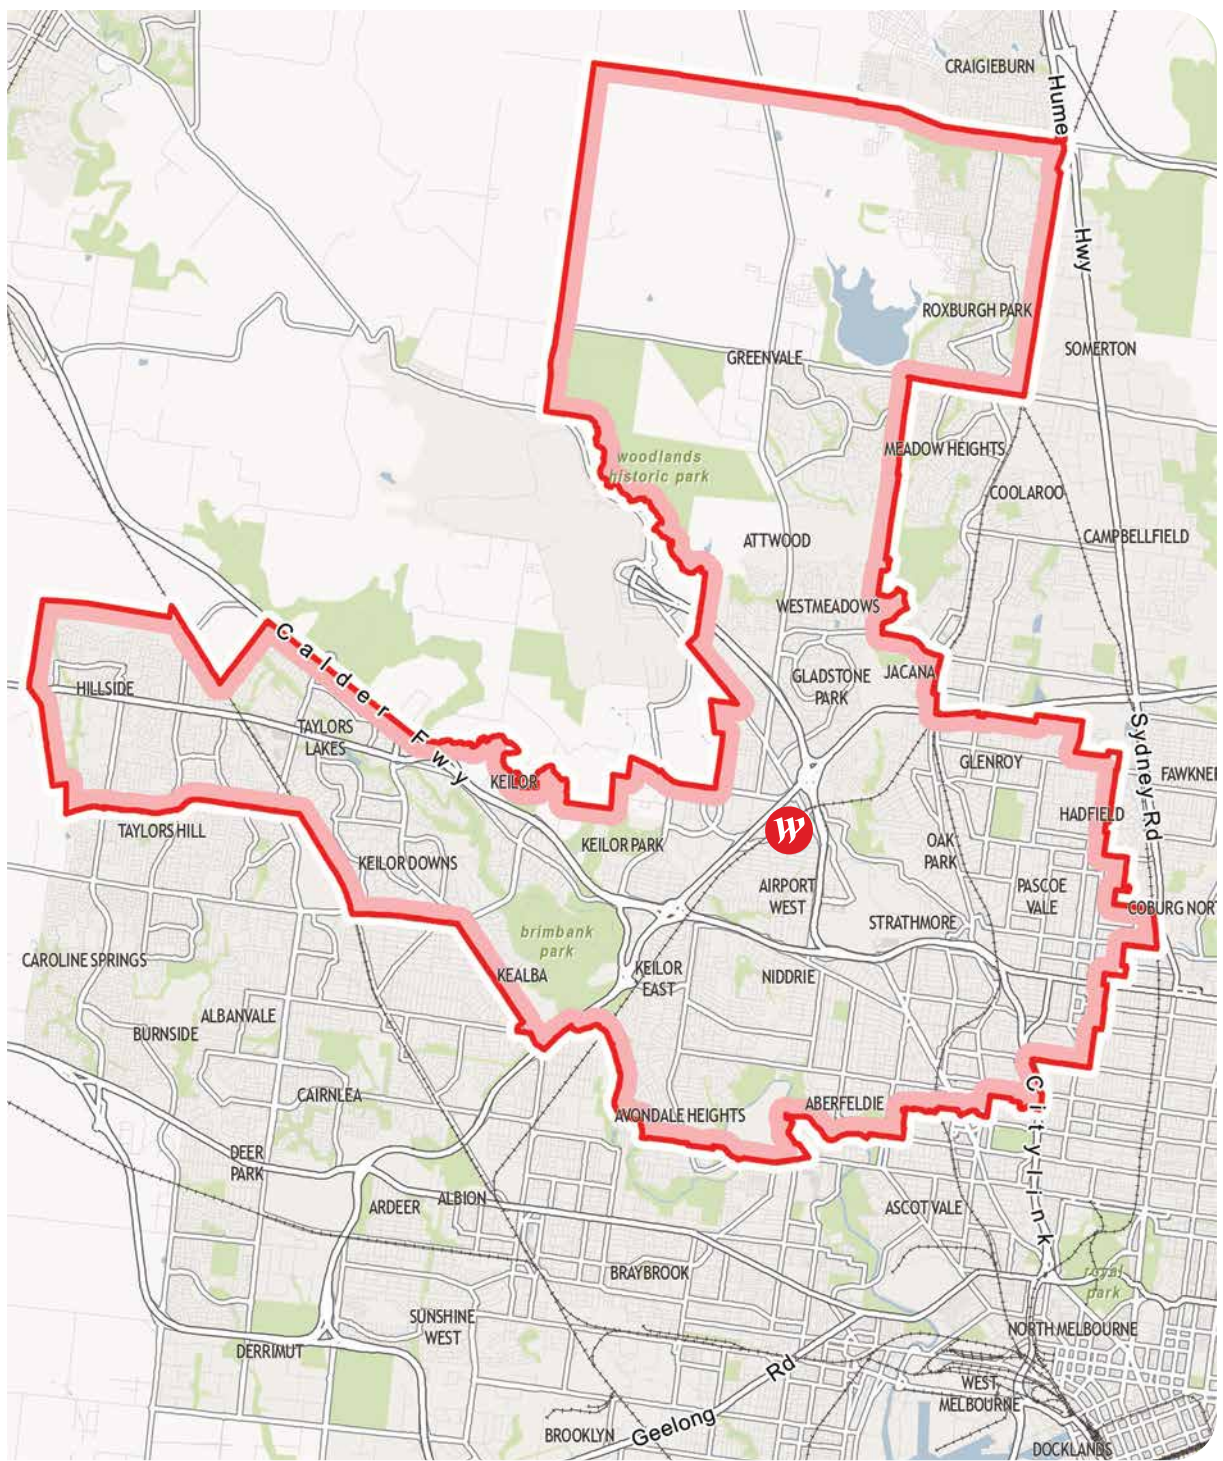 CRAIGIEBURN
Hume
Hwy
ROXBURGH PARK
SOMERTON
GREENVALE
MEADOW HEIGHTS
woodlands
historic park
COOLAROO
ATTWOOD
CAMPBELLFIELD
WESTMEADOWS
Calder Fwy
JACANA
GLADSTONE
PARK
HILLSIDE
TAYLORS
LAKES
Sydney Rd
GLENROY
FAWKNE
KEILOR
HADFIELD
TAYLORS HILL
KEILOR PARK
W
OAK
PARK
KEILOR DOWNS
AIRPORT
WEST
PASCOE
VALE
COBURG NORT
STRATHMORE
brimbank
park
CAROLINE SPRINGS
KEALBA
KEILOR
EAST
NIDDRIE
ALBANVALE
BURNSIDE
CAIRNLEA
AVONDALE HEIGHTS
ABERFELDIE
Citylink
DEER
PARK
ARDEER
ALBION
ASCOT VALE
BRAYBROOK
royal
park
SUNSHINE
WEST
NORTH MELBOURNE
DERRIMUT
WEST
MELBOURNE
Geelong Rd
BROOKLYN
DOCKLANDS